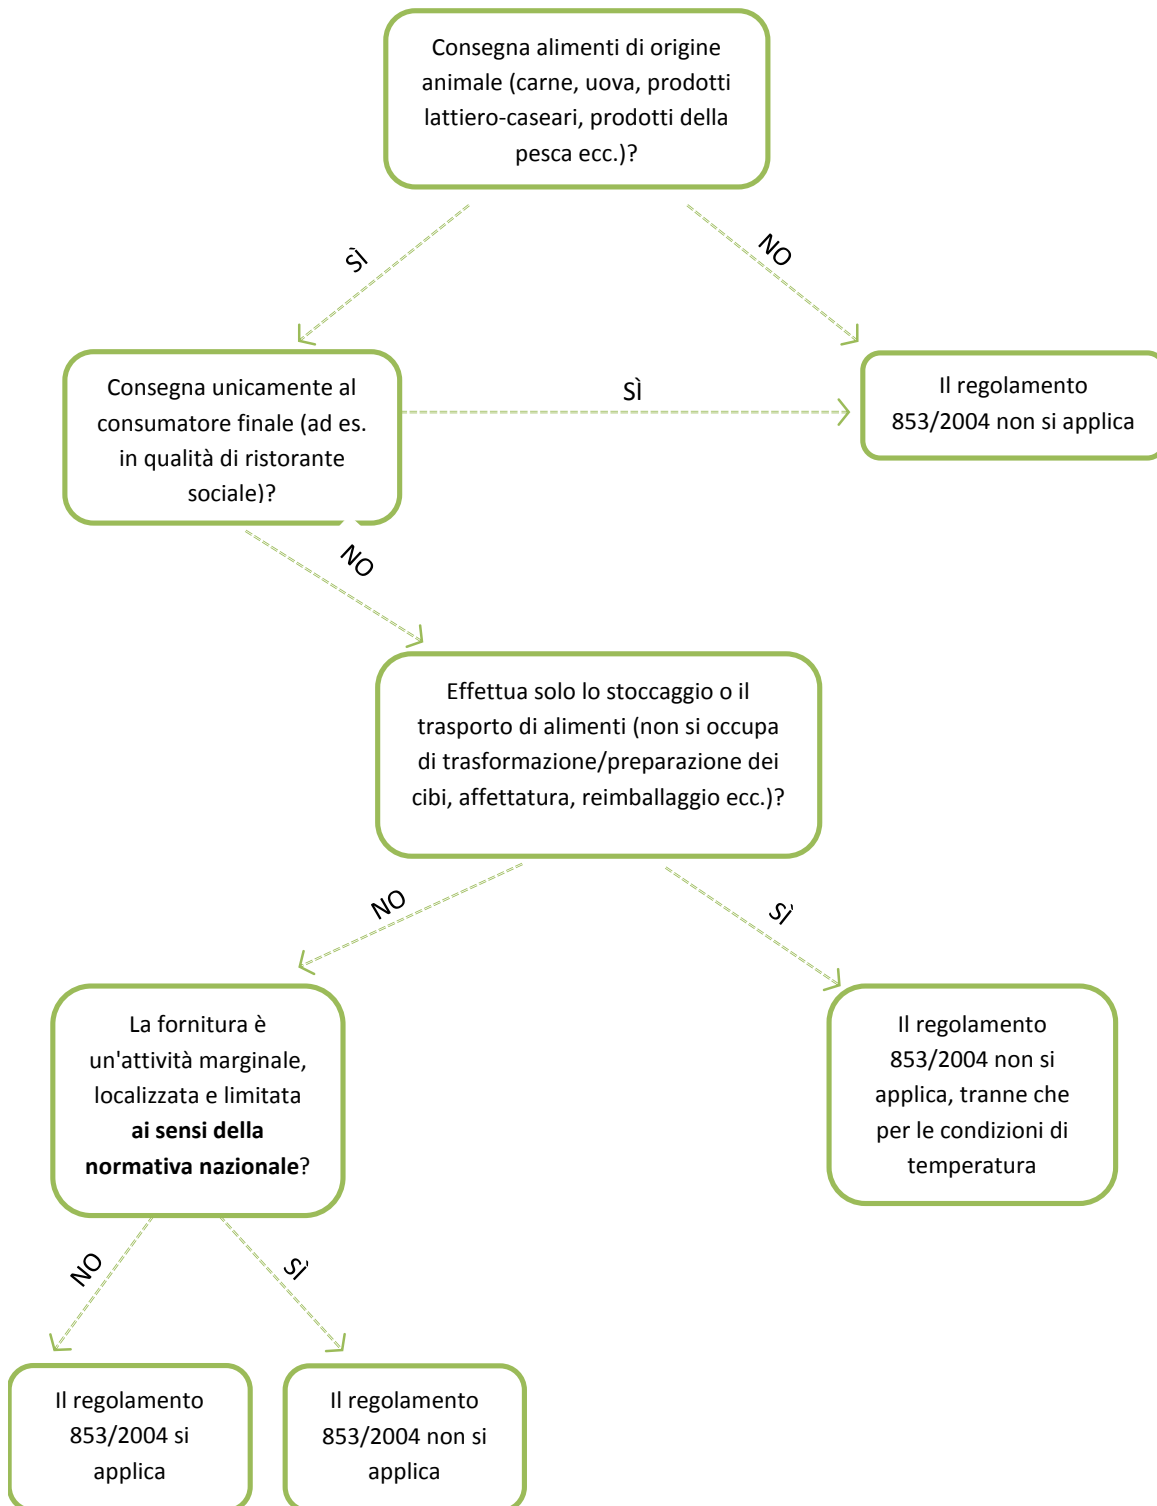 Consegna alimenti di origine
animale (carne, uova, prodotti
lattiero-caseari, prodotti della
pesca ecc.)?
SÌ
NO
Consegna unicamente al
consumatore finale (ad es.
in qualità di ristorante
sociale)?
SÌ
Il regolamento
853/2004 non si applica
NO
Effettua solo lo stoccaggio o il
trasporto di alimenti (non si occupa
di trasformazione/preparazione dei
cibi, affettatura, reimballaggio ecc.)?
NO
SÌ
La fornitura è
un'attività marginale,
localizzata e limitata
ai sensi della
normativa nazionale?
Il regolamento
853/2004 non si
applica, tranne che
per le condizioni di
temperatura
NO
SÌ
Il regolamento
853/2004 si
applica
Il regolamento
853/2004 non si
applica